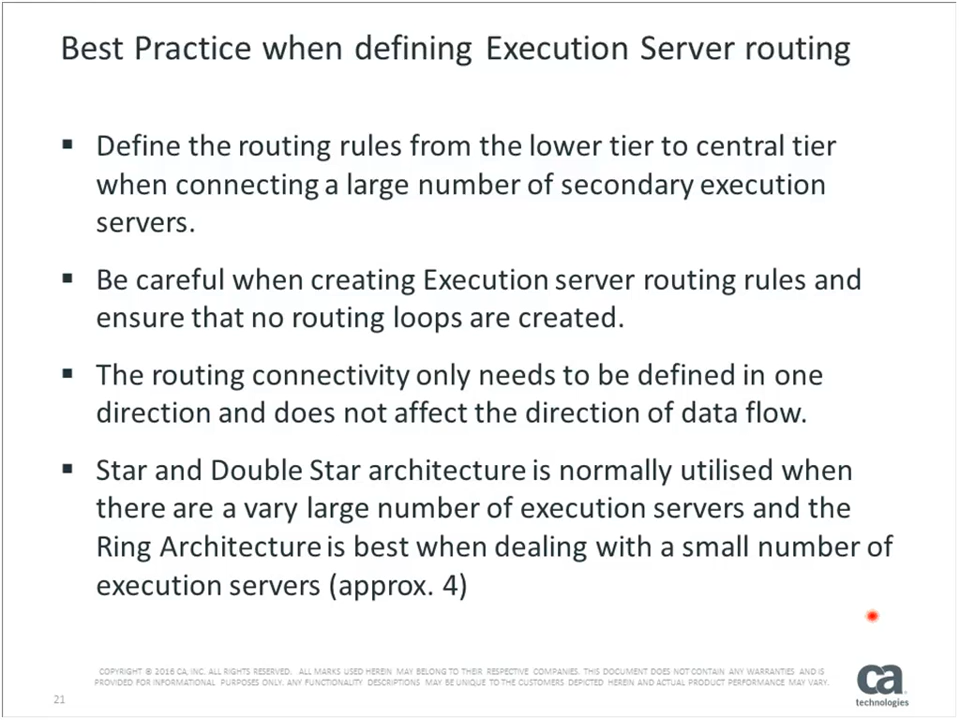 Best Practice when defining Execution Server routing
▪ Define the routing rules from the lower tier to central tier
when connecting a large number of secondary execution
servers.
▪ Be careful when creating Execution server routing rules and
ensure that no routing loops are created.
▪ The routing connectivity only needs to be defined in one
direction and does not affect the direction of data flow.
▪ Star and Double Star architecture is normally utilised when
there are a vary large number of execution servers and the
Ring Architecture is best when dealing with a small number of
execution servers (approx. 4)
COPYRIGHT © 2016 CA, INC. ALL RIGHTS RESERVED. ALL MARKS USED HEREIN MAY BELONG TO THEIR RESPECTIVE COMPANIES. THIS DOCUMENT DOES NOT CONTAIN ANY WARRANTIES AND IS
PROVIDED FOR INFORMATIONAL PURPOSES ONLY. ANY FUNCTIONALITY DESCRIPTIONS MAY BE UNIQUE TO THE CUSTOMERS DEPICTED HEREIN AND ACTUAL PRODUCT PERFORMANCE MAY VARY.
21
ca
technologies